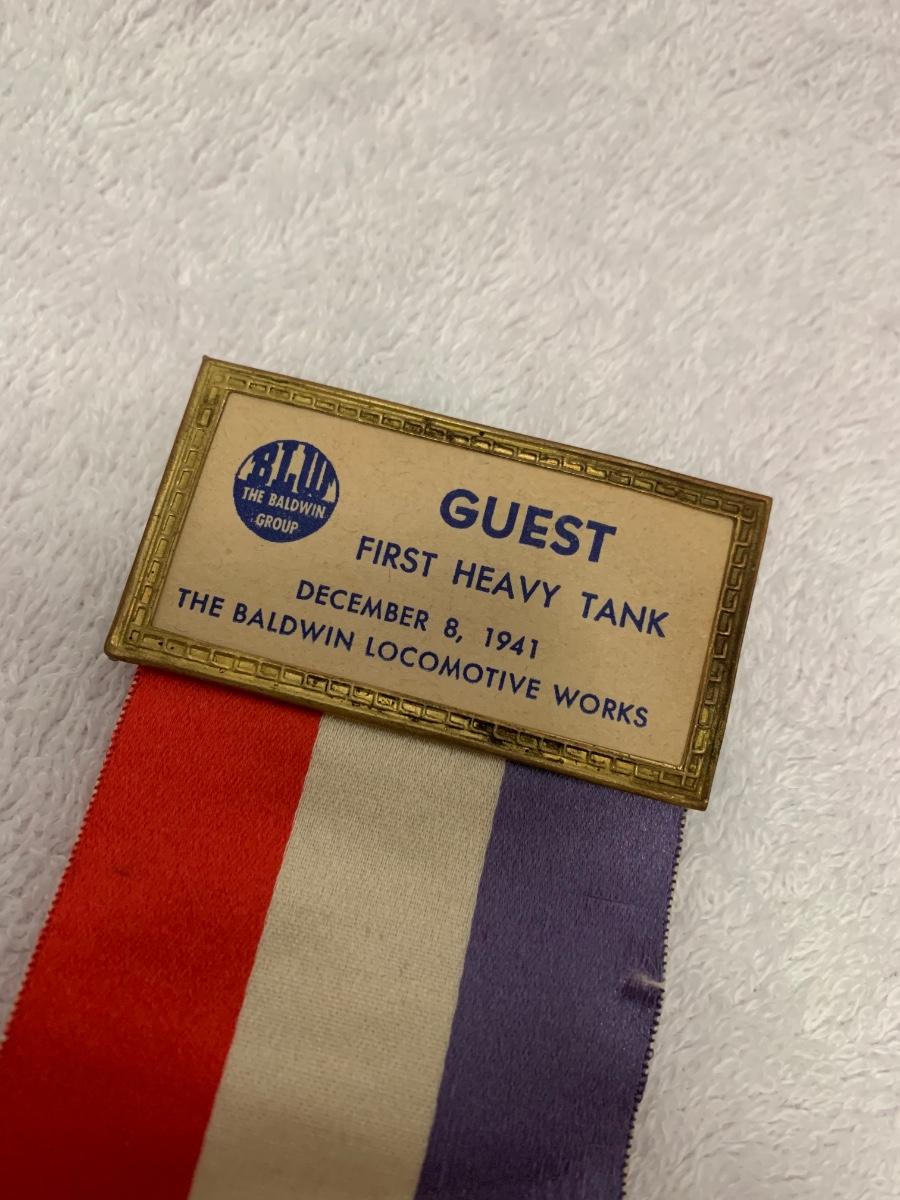 BLW
THE BALDWIN
GROUP
GUEST
FIRST HEAVY TANK
DECEMBER 8, 1941
THE BALDWIN LOCOMOTIVE WORKS